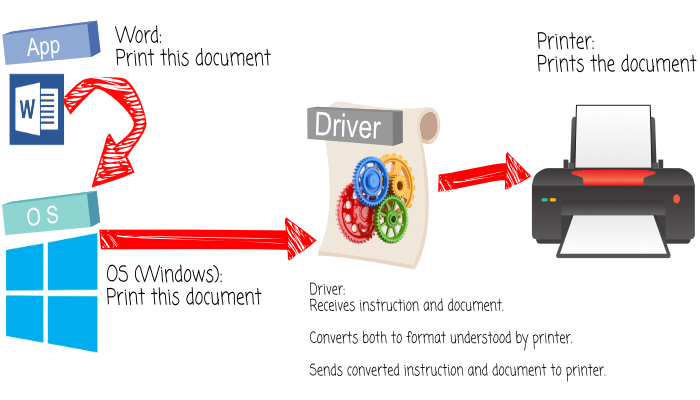 App
Word:
Print this document
W
OS
OS (Windows):
Print this document
Driver
Driver:
Receives instruction and document.
Converts both to format understood by printer.
Sends converted instruction and document to printer.
Printer:
Prints the document